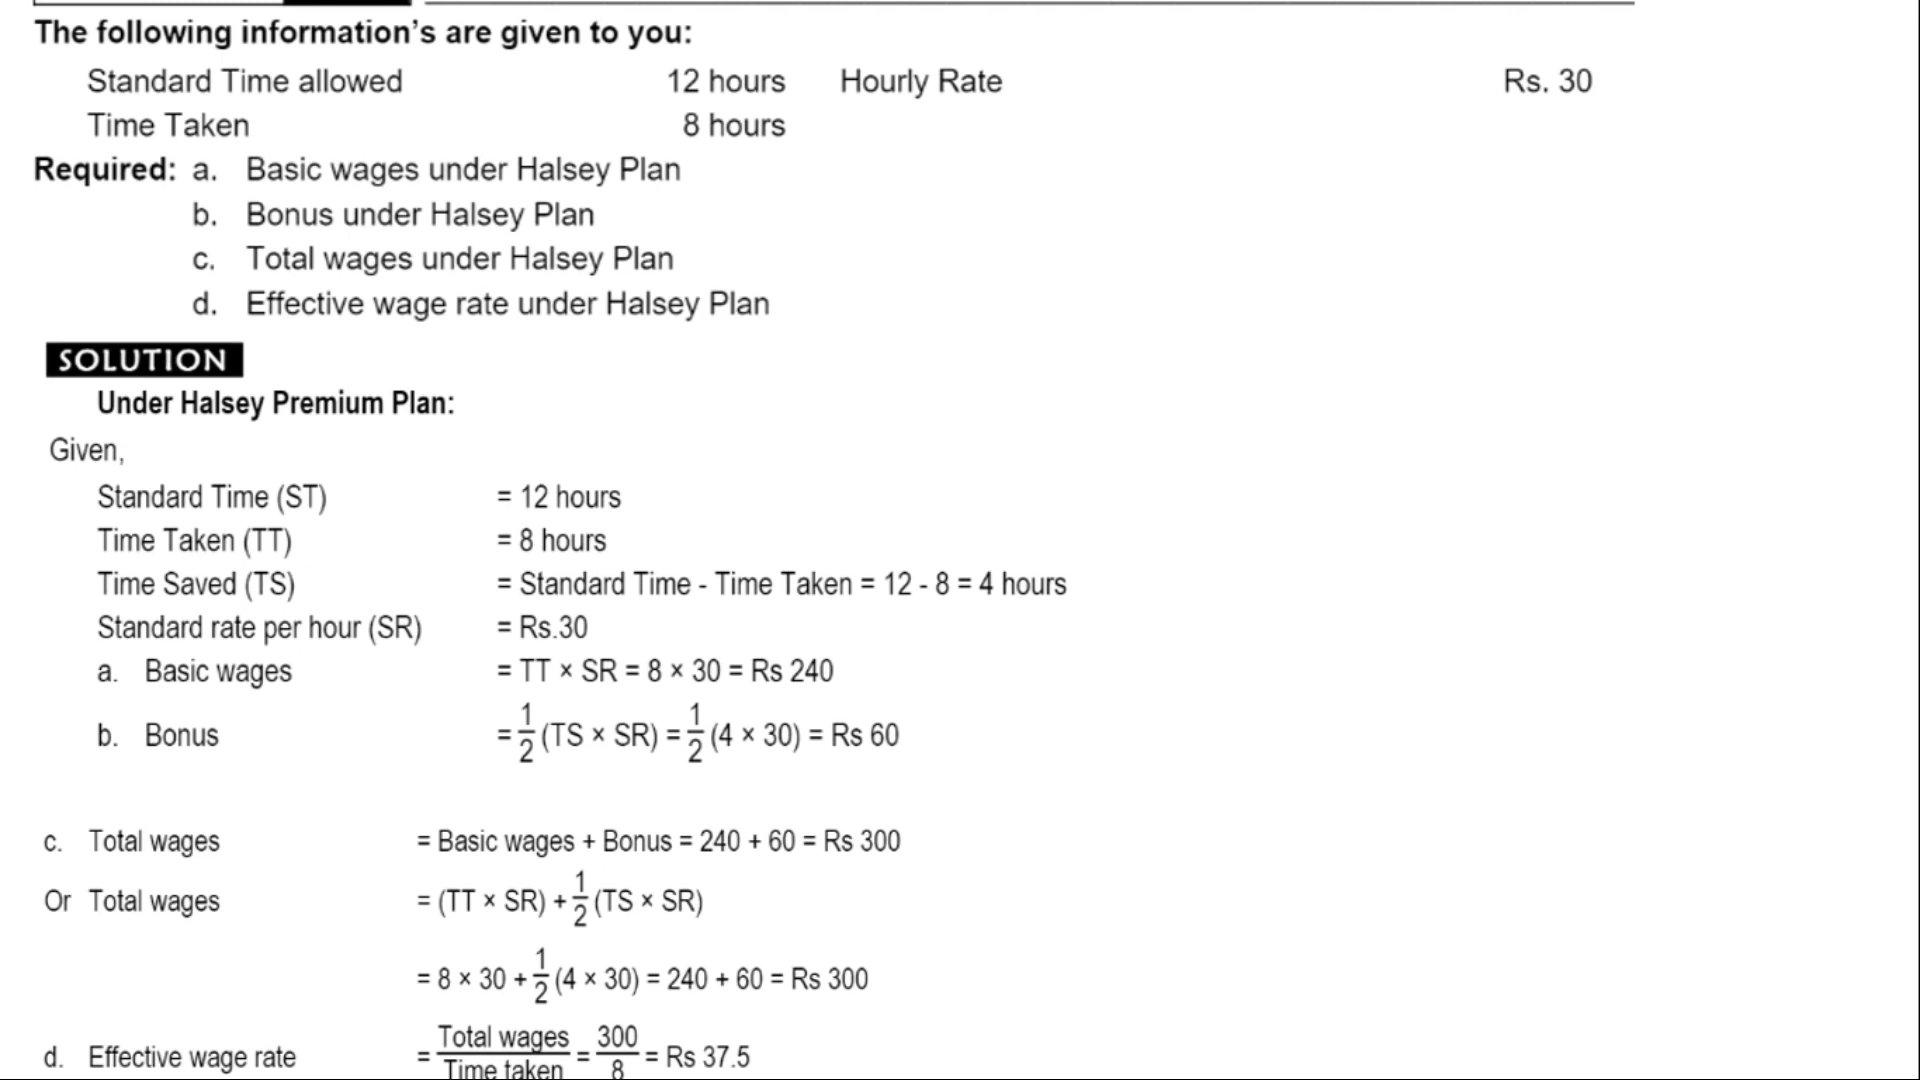 The following information’s are given to you:
Standard Time allowed 12 hours Hourly Rate Rs. 30
Time Taken 8 hours
Required: a. Basic wages under Halsey Plan
b. Bonus under Halsey Plan
c. Total wages under Halsey Plan
d. Effective wage rate under Halsey Plan
SOLUTION
Under Halsey Premium Plan:
Given,
Standard Time (ST) = 12 hours
Time Taken (TT) = 8 hours
Time Saved (TS) = Standard Time - Time Taken = 12 - 8 = 4 hours
Standard rate per hour (SR) = Rs.30
a. Basic wages = TT × SR = 8 × 30 = Rs 240
b. Bonus = 1/2 (TS × SR) = 1/2 (4 × 30) = Rs 60
c. Total wages = Basic wages + Bonus = 240 + 60 = Rs 300
Or Total wages = (TT × SR) + 1/2 (TS × SR)
= 8 × 30 + 1/2 (4 × 30) = 240 + 60 = Rs 300
d. Effective wage rate = Total wages/Time taken = 300/8 = Rs 37.5